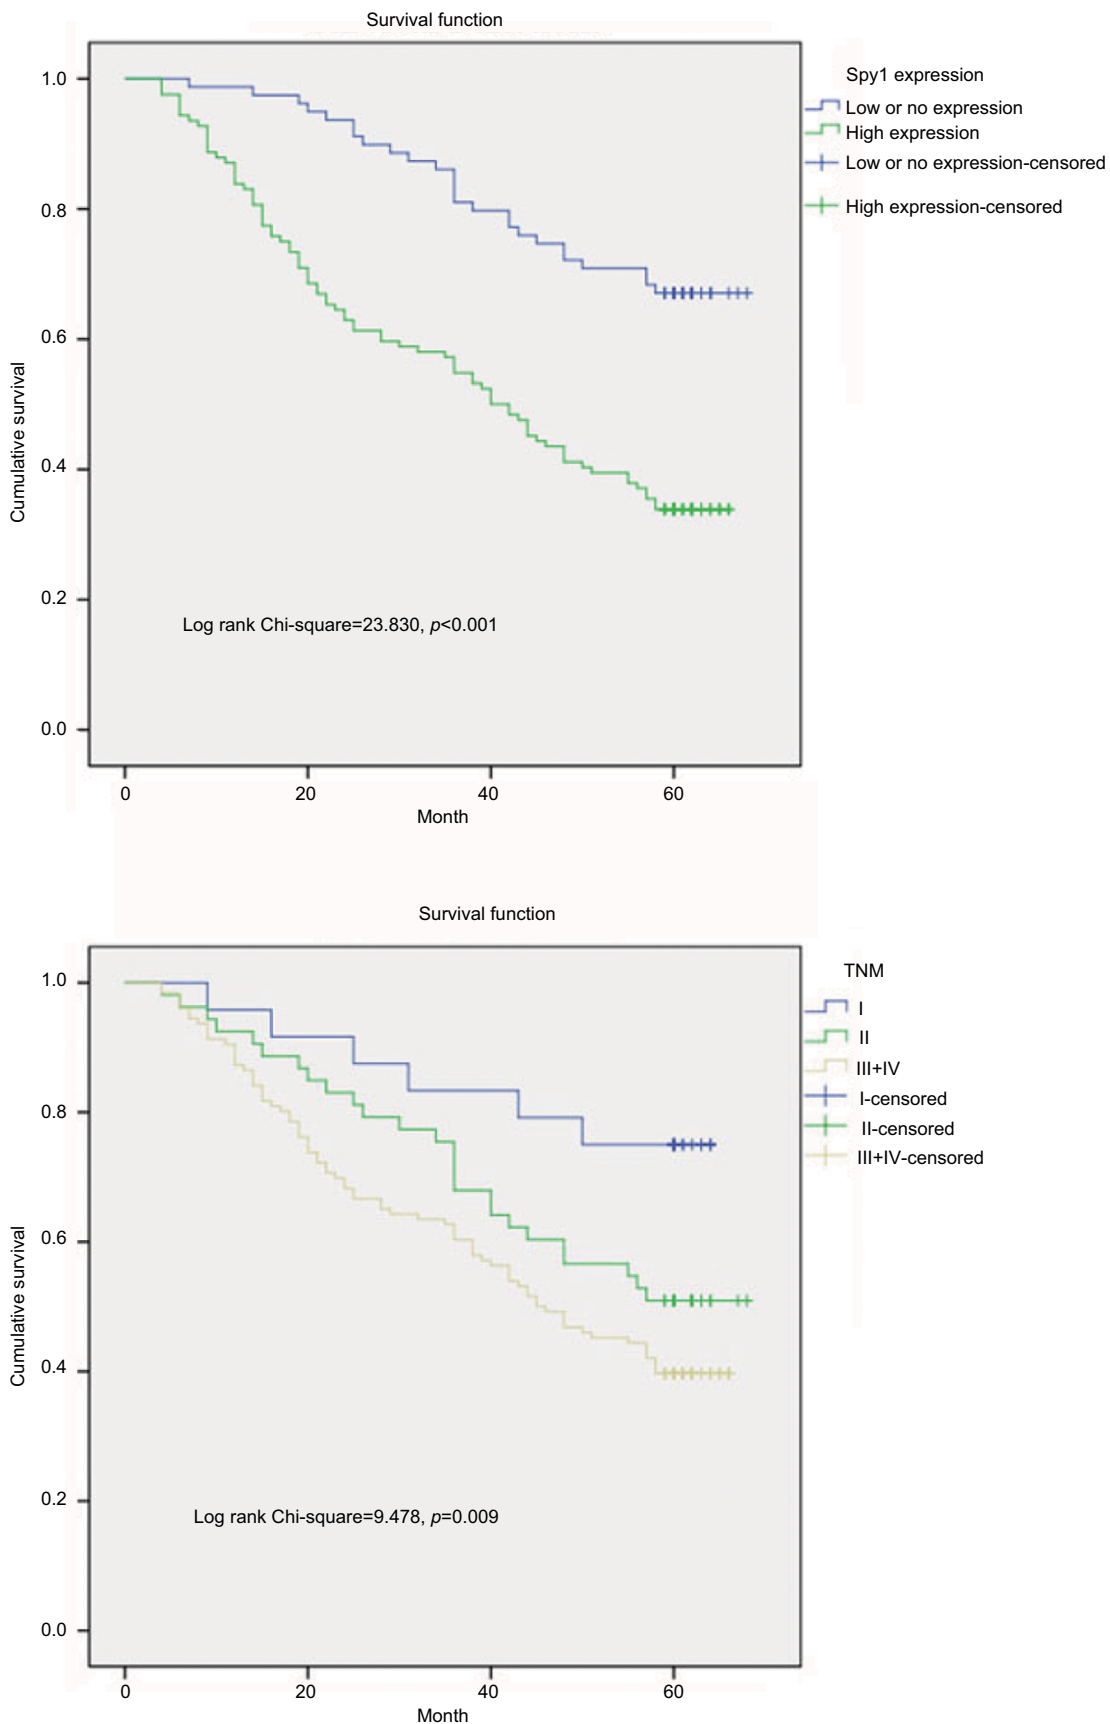 Survival function
Cumulative survival
1.0
0.8
0.6
0.4
0.2
0.0
0 20 40 60
Month
Log rank Chi-square=23.830, p<0.001
Spy1 expression
Low or no expression
High expression
Low or no expression-censored
High expression-censored
Survival function
Cumulative survival
1.0
0.8
0.6
0.4
0.2
0.0
0 20 40 60
Month
Log rank Chi-square=9.478, p=0.009
TNM
I
II
III+IV
I-censored
II-censored
III+IV-censored